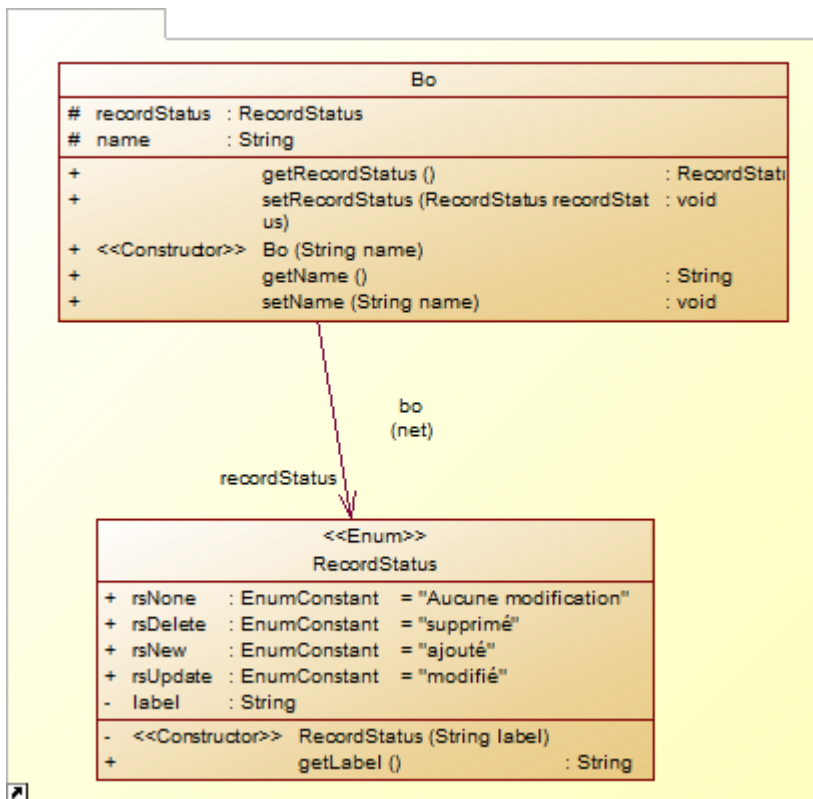 Bo
# recordStatus : RecordStatus
# name : String
+ getRecordStatus () : RecordStatu
+ setRecordStatus (RecordStatus recordStat : void
us)
+ <<Constructor>> Bo (String name)
+ getName () : String
+ setName (String name) : void
bo
(net)
recordStatus
<<Enum>>
RecordStatus
+ rsNone : EnumConstant = "Aucune modification"
+ rsDelete : EnumConstant = "supprimé"
+ rsNew : EnumConstant = "ajouté"
+ rsUpdate : EnumConstant = "modifié"
- label : String
- <<Constructor>> RecordStatus (String label)
+ getLabel () : String